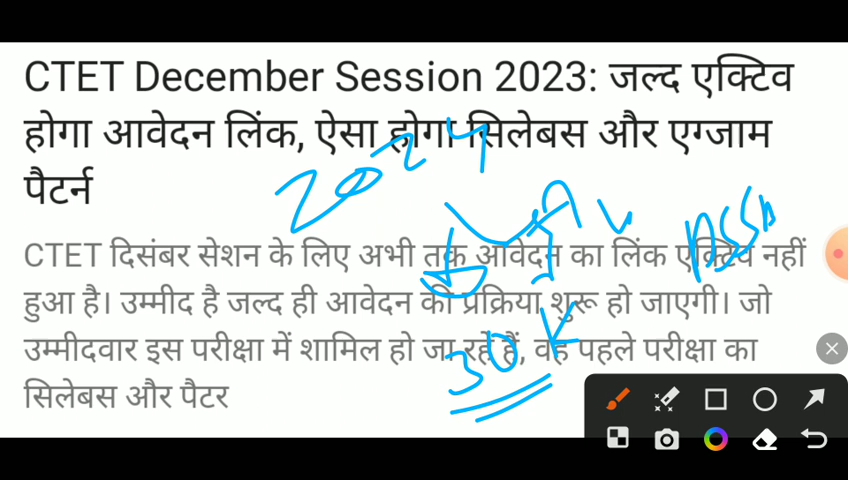 CTET December Session 2023: जल्द एक्टिव
होगा आवेदन लिंक, ऐसा होगा सिलेबस और एग्जाम
पैटर्न
2024
CTET दिसंबर सेशन के लिए अभी तक आवेदन का लिंक एक्टिव नहीं
हुआ है। उम्मीद है जल्द ही आवेदन की प्रक्रिया शुरू हो जाएगी। जो
उम्मीदवार इस परीक्षा में शामिल हो जा रहे हैं, वह पहले परीक्षा का
सिलेबस और पैटर
30K